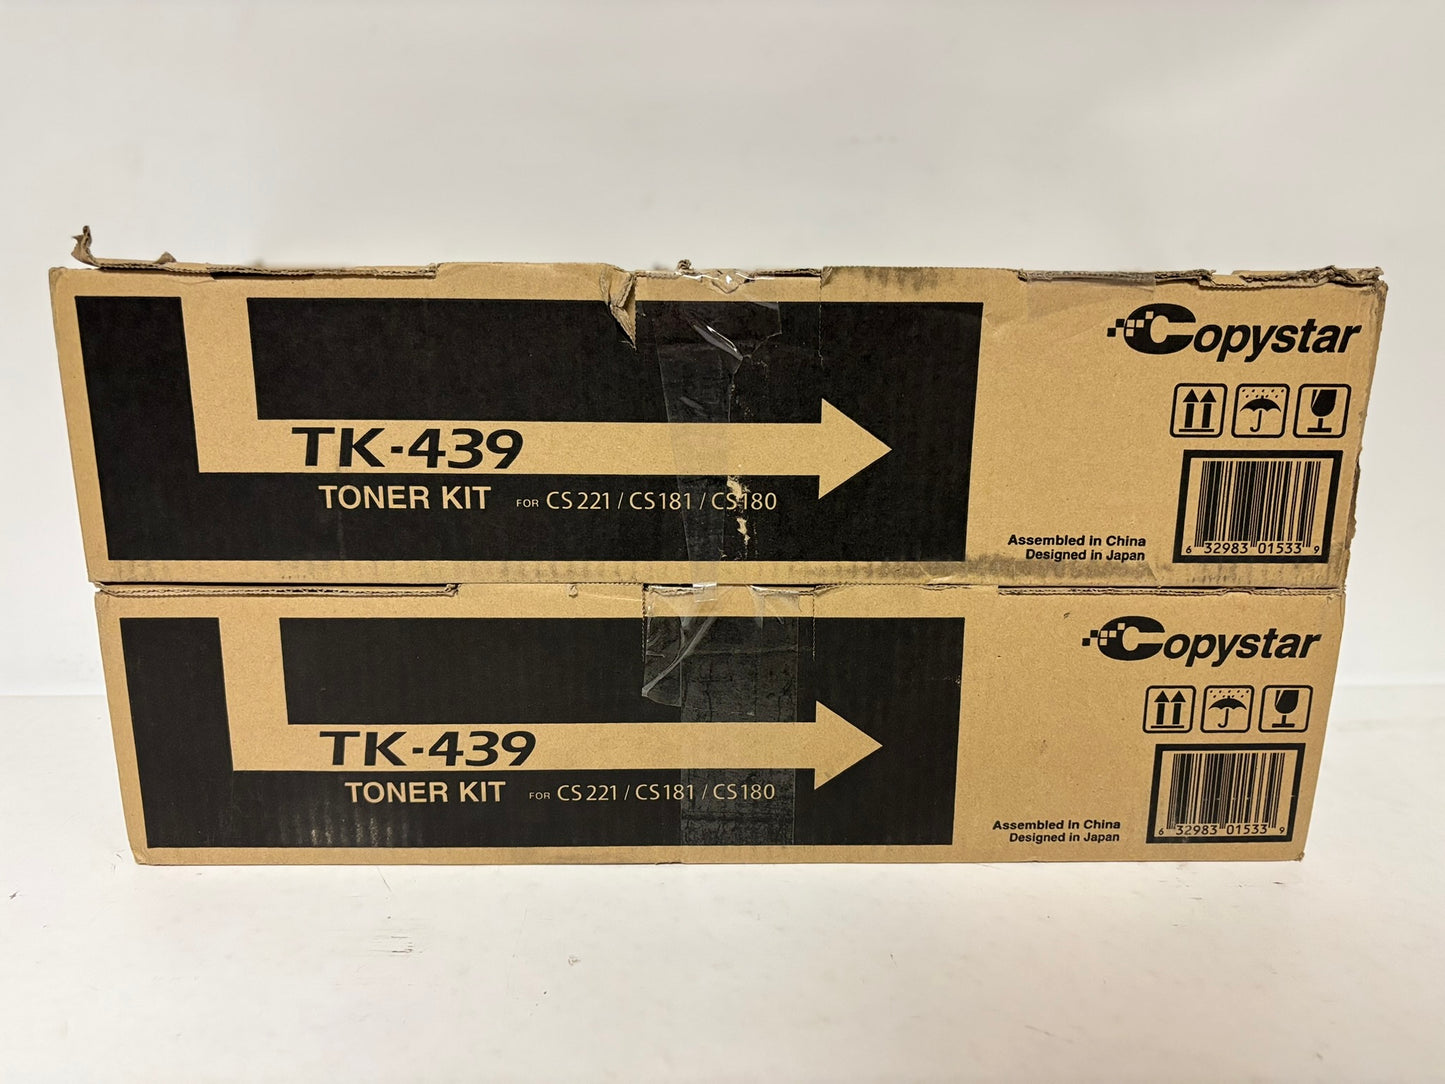 Copystar
TK-439
TONER KIT FOR CS 221 / CS 181 / CS 180
Assembled in China
Designed in Japan
6 32983 01533 9
Copystar
TK-439
TONER KIT FOR CS 221 / CS 181 / CS 180
Assembled in China
Designed in Japan
6 32983 01533 9